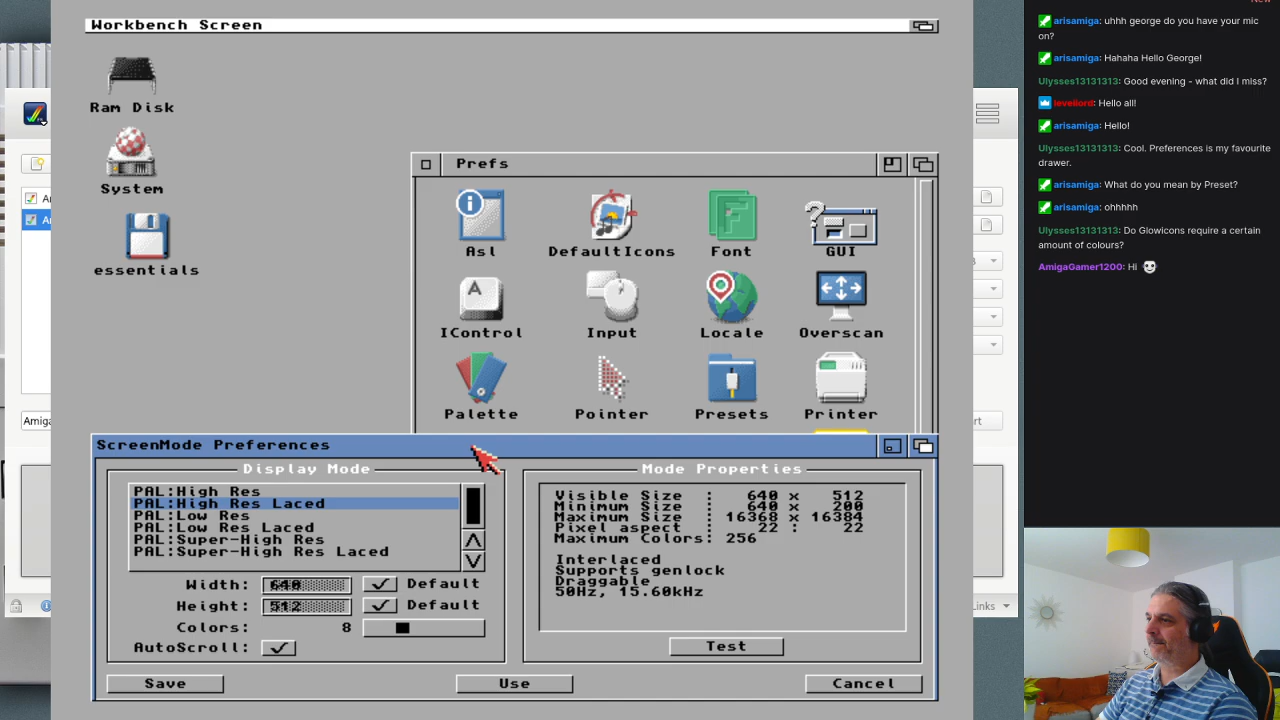 Workbench Screen
Ram Disk
System
essentials
Prefs
Asl
DefaultIcons
Font
GUI
IControl
Input
Locale
Overscan
Palette
Pointer
Presets
Printer
ScreenMode Preferences
Display Mode
PAL:High Res
PAL:High Res Laced
PAL:Low Res
PAL:Low Res Laced
PAL:Super-High Res
PAL:Super-High Res Laced
Width: 640 Default
Height: 512 Default
Colors: 8
AutoScroll:
Mode Properties
Visible Size : 640 x 512
Minimum Size : 640 x 200
Maximum Size : 16368 x 16384
Pixel aspect : 22 : 22
Maximum Colors: 256
Interlaced
Supports genlock
Draggable
50Hz, 15.60kHz
Test
Save
Use
Cancel
Amiga
Links
New
arisamiga: uhhh george do you have your mic
on?
arisamiga: Hahaha Hello George!
Ulysses13131313: Good evening - what did I miss?
levellord: Hello all!
arisamiga: Hello!
Ulysses13131313: Cool. Preferences is my favourite
drawer.
arisamiga: What do you mean by Preset?
arisamiga: ohhhhh
Ulysses13131313: Do Glowicons require a certain
amount of colours?
AmigaGamer1200: Hi